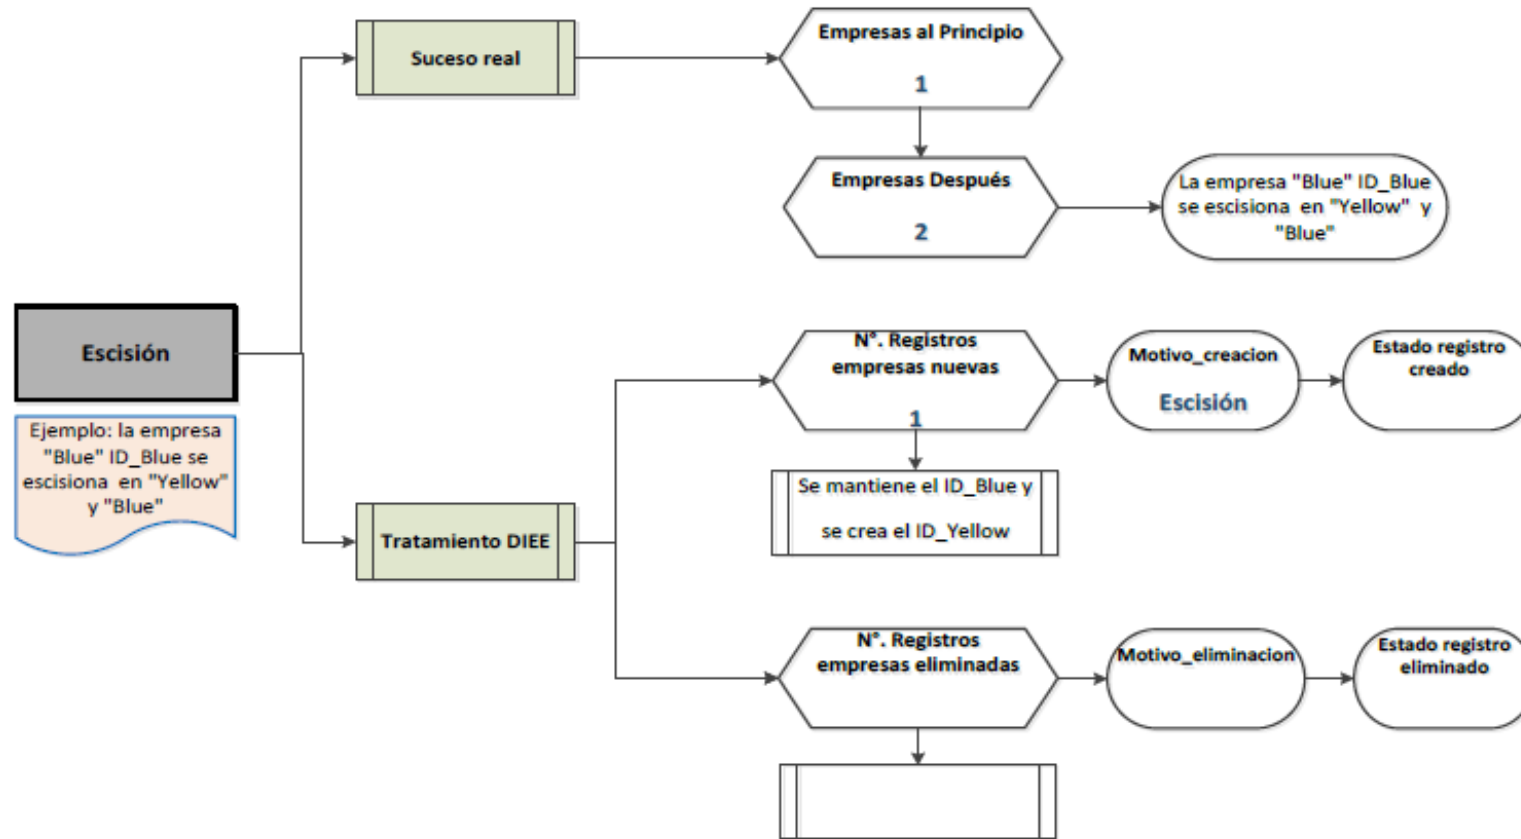 Suceso real
Empresas al Principio
1
Empresas Después
2
La empresa "Blue" ID_Blue
se escisiona en "Yellow" y
"Blue"
Escisión
Ejemplo: la empresa
"Blue" ID_Blue se
escisiona en "Yellow"
y "Blue"
Tratamiento DIEE
N°. Registros
empresas nuevas
1
Motivo_creacion
Escisión
Estado registro
creado
Se mantiene el ID_Blue y
se crea el ID_Yellow
N°. Registros
empresas eliminadas
Motivo_eliminacion
Estado registro
eliminado